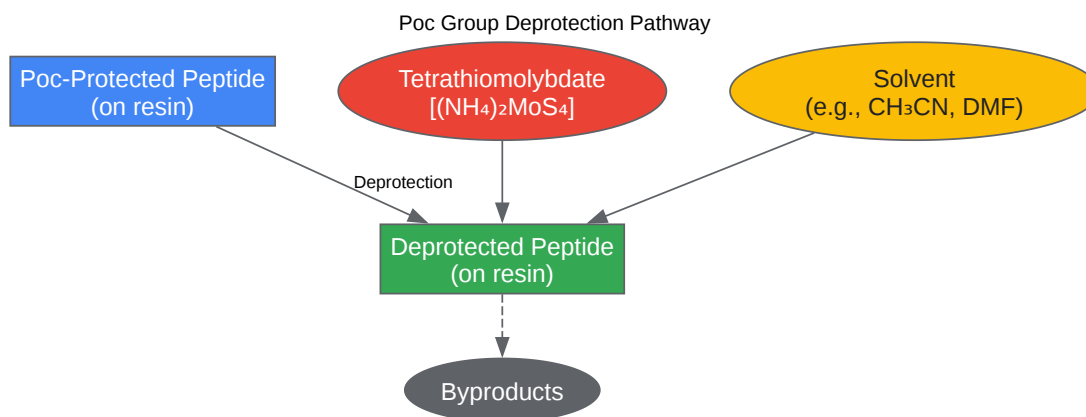 Poc Group Deprotection Pathway
Poc-Protected Peptide
(on resin)
Tetrathiomolybdate
[(NH₄)₂MoS₄]
Solvent
(e.g., CH₃CN, DMF)
Deprotection
Deprotected Peptide
(on resin)
Byproducts